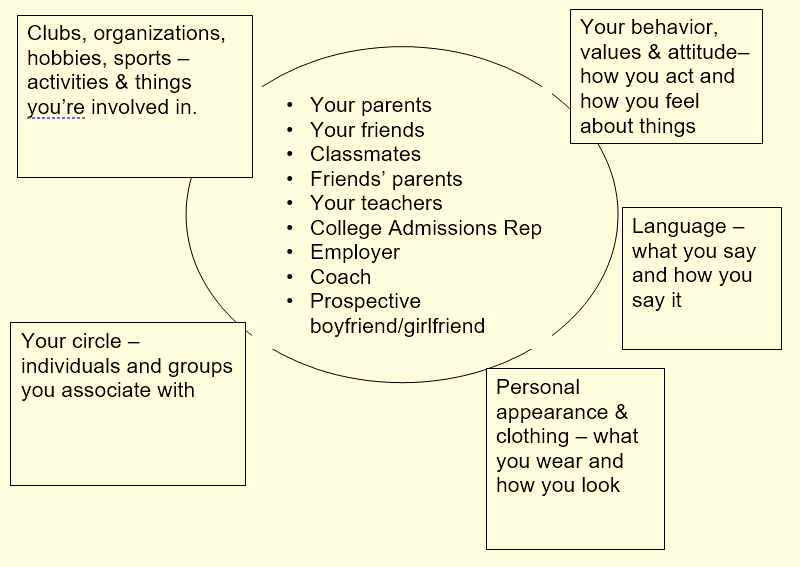 Clubs, organizations,
hobbies, sports –
activities & things
you're involved in.
Your behavior,
values & attitude–
how you act and
how you feel
about things
• Your parents
• Your friends
• Classmates
• Friends' parents
• Your teachers
• College Admissions Rep
• Employer
• Coach
• Prospective
boyfriend/girlfriend
Language –
what you say
and how you
say it
Your circle –
individuals and groups
you associate with
Personal
appearance &
clothing – what
you wear and
how you look